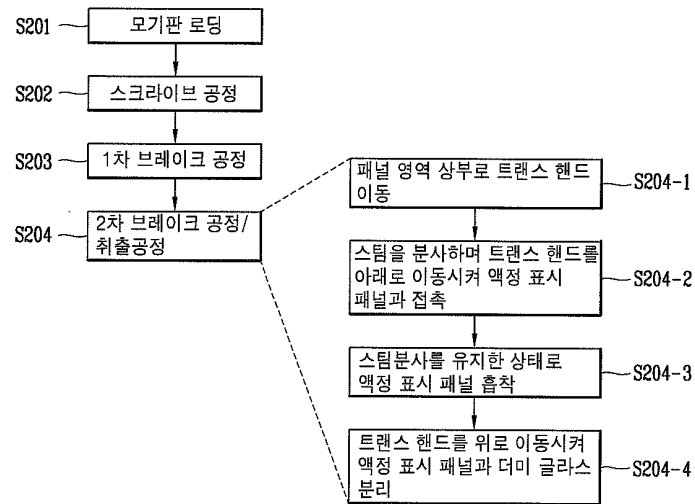 S201
모기판 로딩
S202
스크라이브 공정
S203
1차 브레이크 공정
S204
2차 브레이크 공정/
취출공정
패널 영역 상부로 트랜스 핸드
이동
S204-1
스팀을 분사하며 트랜스 핸드를
아래로 이동시켜 액정 표시
패널과 접촉
S204-2
스팀분사를 유지한 상태로
액정 표시 패널 흡착
S204-3
트랜스 핸드를 위로 이동시켜
액정 표시 패널과 더미 글라스
분리
S204-4